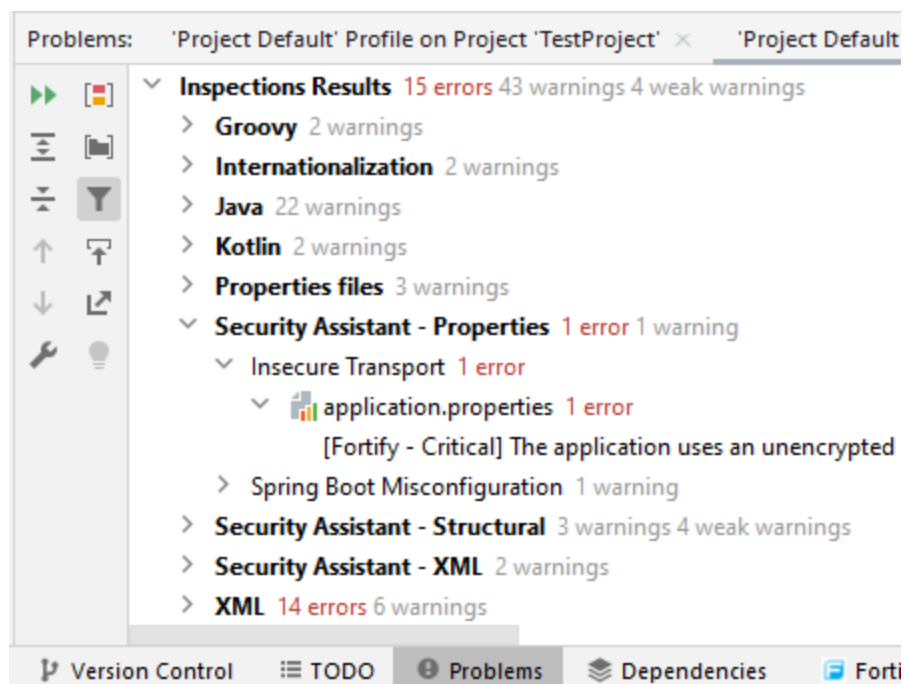 Problems: 'Project Default' Profile on Project 'TestProject' 'Project Default'
Inspections Results 15 errors 43 warnings 4 weak warnings
Groovy 2 warnings
Internationalization 2 warnings
Java 22 warnings
Kotlin 2 warnings
Properties files 3 warnings
Security Assistant - Properties 1 error 1 warning
Insecure Transport 1 error
application.properties 1 error
[Fortify - Critical] The application uses an unencrypted
Spring Boot Misconfiguration 1 warning
Security Assistant - Structural 3 warnings 4 weak warnings
Security Assistant - XML 2 warnings
XML 14 errors 6 warnings
Version Control TODO Problems Dependencies Forti